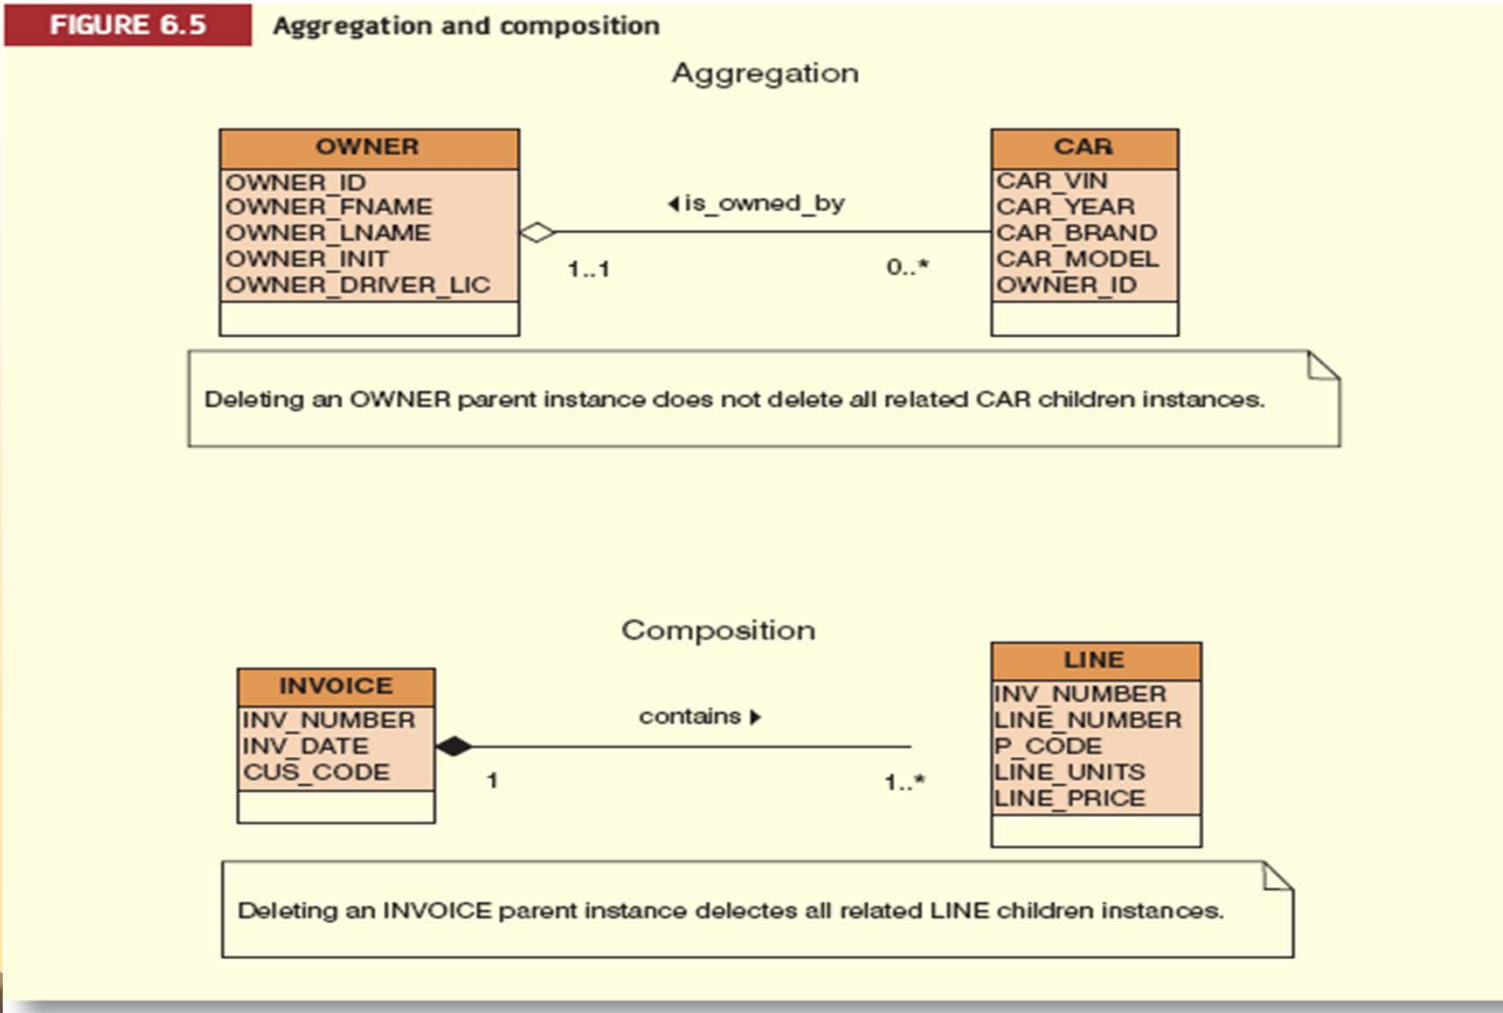 FIGURE 6.5
Aggregation and composition
Aggregation
OWNER
OWNER_ID
OWNER_FNAME
OWNER_LNAME
OWNER_INIT
OWNER_DRIVER_LIC
is_owned_by
1..1
0..*
CAR
CAR_VIN
CAR_YEAR
CAR_BRAND
CAR_MODEL
OWNER_ID
Deleting an OWNER parent instance does not delete all related CAR children instances.
Composition
INVOICE
INV_NUMBER
INV_DATE
CUS_CODE
contains
1
1..*
LINE
INV_NUMBER
LINE_NUMBER
P_CODE
LINE_UNITS
LINE_PRICE
Deleting an INVOICE parent instance delectes all related LINE children instances.